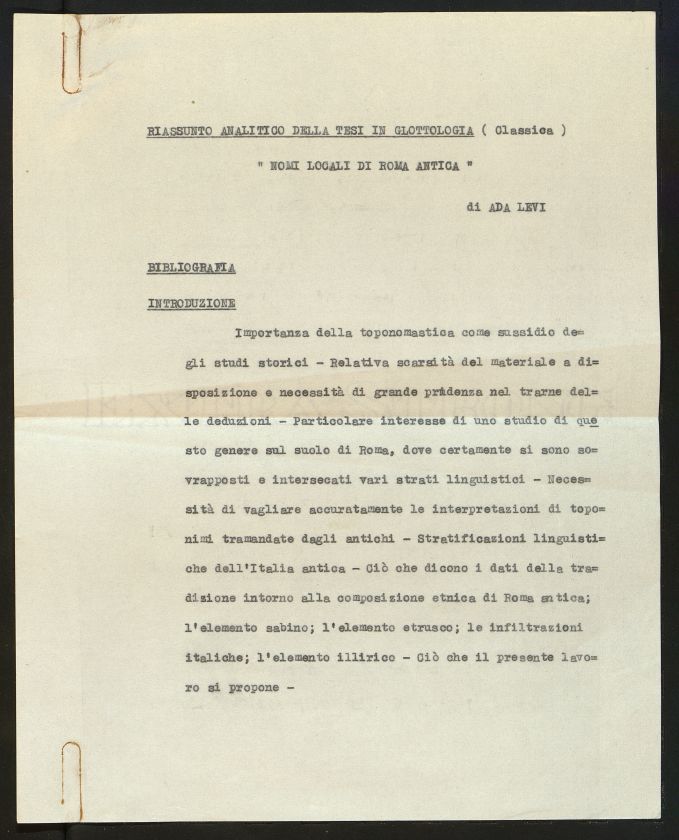 RIASSUNTO ANALITICO DELLA TESI IN GLOTTOLOGIA ( Classica )
" NOMI LOCALI DI ROMA ANTICA "
di ADA LEVI
BIBLIOGRAFIA
INTRODUZIONE
Importanza della toponomastica come sussidio de=
gli studi storici - Relativa scarsità del materiale a di=
sposizione e necessità di grande prudenza nel trarne del=
le deduzioni - Particolare interesse di uno studio di que
sto genere sul suolo di Roma, dove certamente si sono so=
vrapposti e intersecati vari strati linguistici - Neces=
sità di vagliare accuratamente le interpretazioni di topo=
nimi tramandate dagli antichi - Stratificazioni linguisti=
che dell'Italia antica - Ciò che dicono i dati della tra=
dizione intorno alla composizione etnica di Roma antica;
l'elemento sabino; l'elemento etrusco; le infiltrazioni
italiche; l'elemento illirico - Ciò che il presente lavo=
ro si propone -